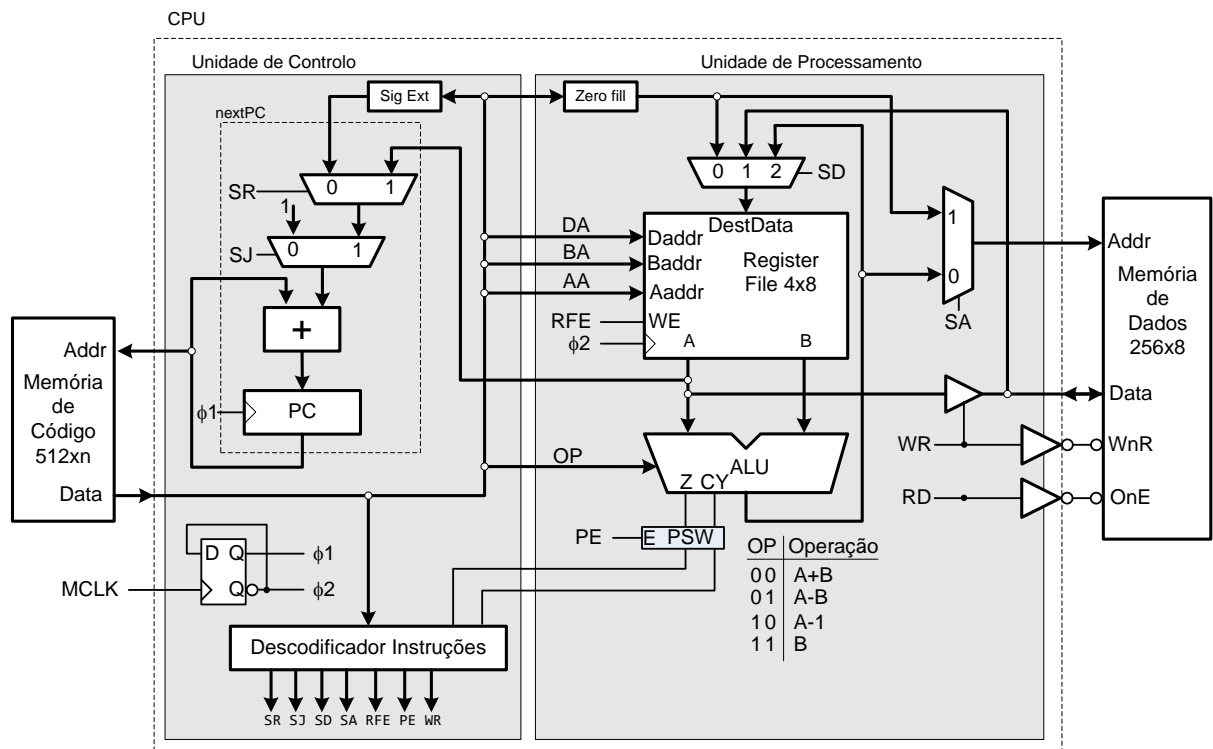 CPU
Unidade de Controlo
Unidade de Processamento
Sig Ext
Zero fill
nextPC
0 1
SR
1
0 1
SJ
+
PC
ϕ1
Addr
Memória
de
Código
512xn
Data
D Q
Q
ϕ1
ϕ2
MCLK
Descodificador Instruções
SR SJ SD SA RFE PE WR
0 1 2
SD
DestData
DA
BA
AA
Daddr
Baddr
Aaddr
Register
File 4x8
RFE
WE
ϕ2
A B
OP
ALU
Z CY
PE
E PSW
OP Operação
00 A+B
01 A-B
10 A-1
11 B
1
0
SA
WR
RD
Addr
Memória
de
Dados
256x8
Data
WnR
OnE